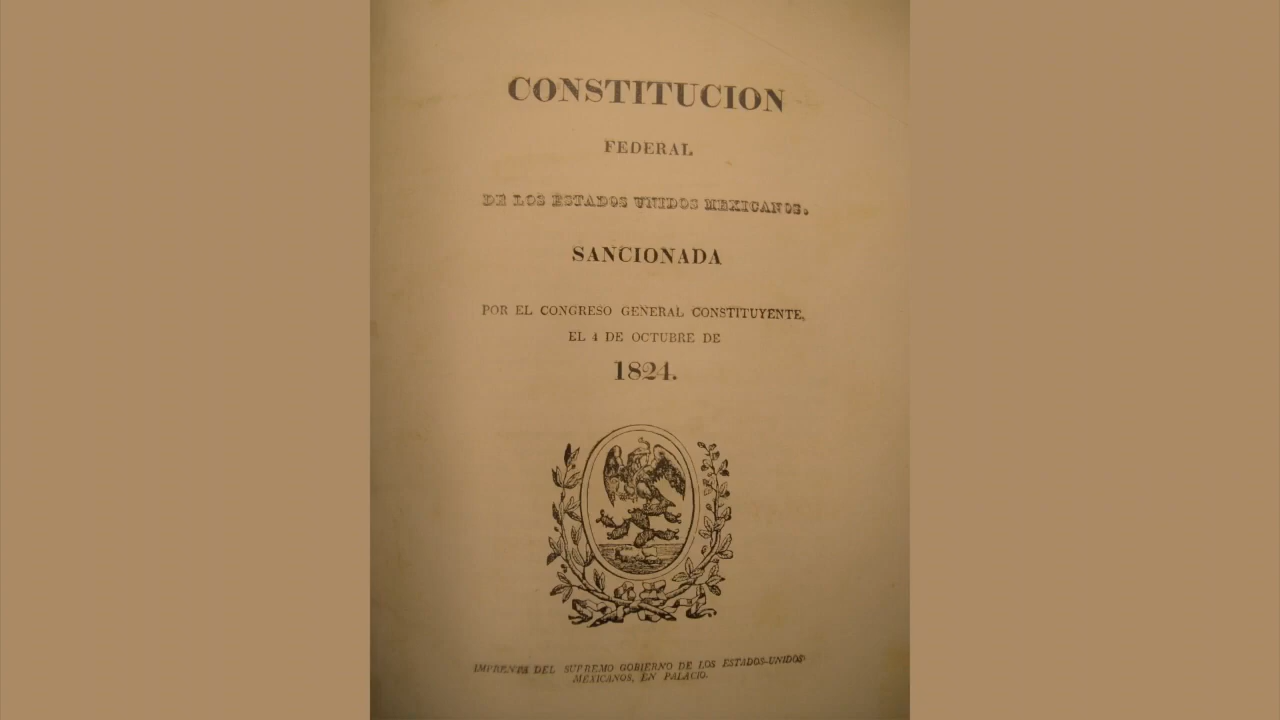 CONSTITUCION
FEDERAL
DE LOS ESTADOS UNIDOS MEXICANOS.
SANCIONADA
POR EL CONGRESO GENERAL CONSTITUYENTE,
EL 4 DE OCTUBRE DE
1824.
IMPRENTA DEL SUPREMO GOBIERNO DE LOS ESTADOS-UNIDOS
MEXICANOS, EN PALACIO.